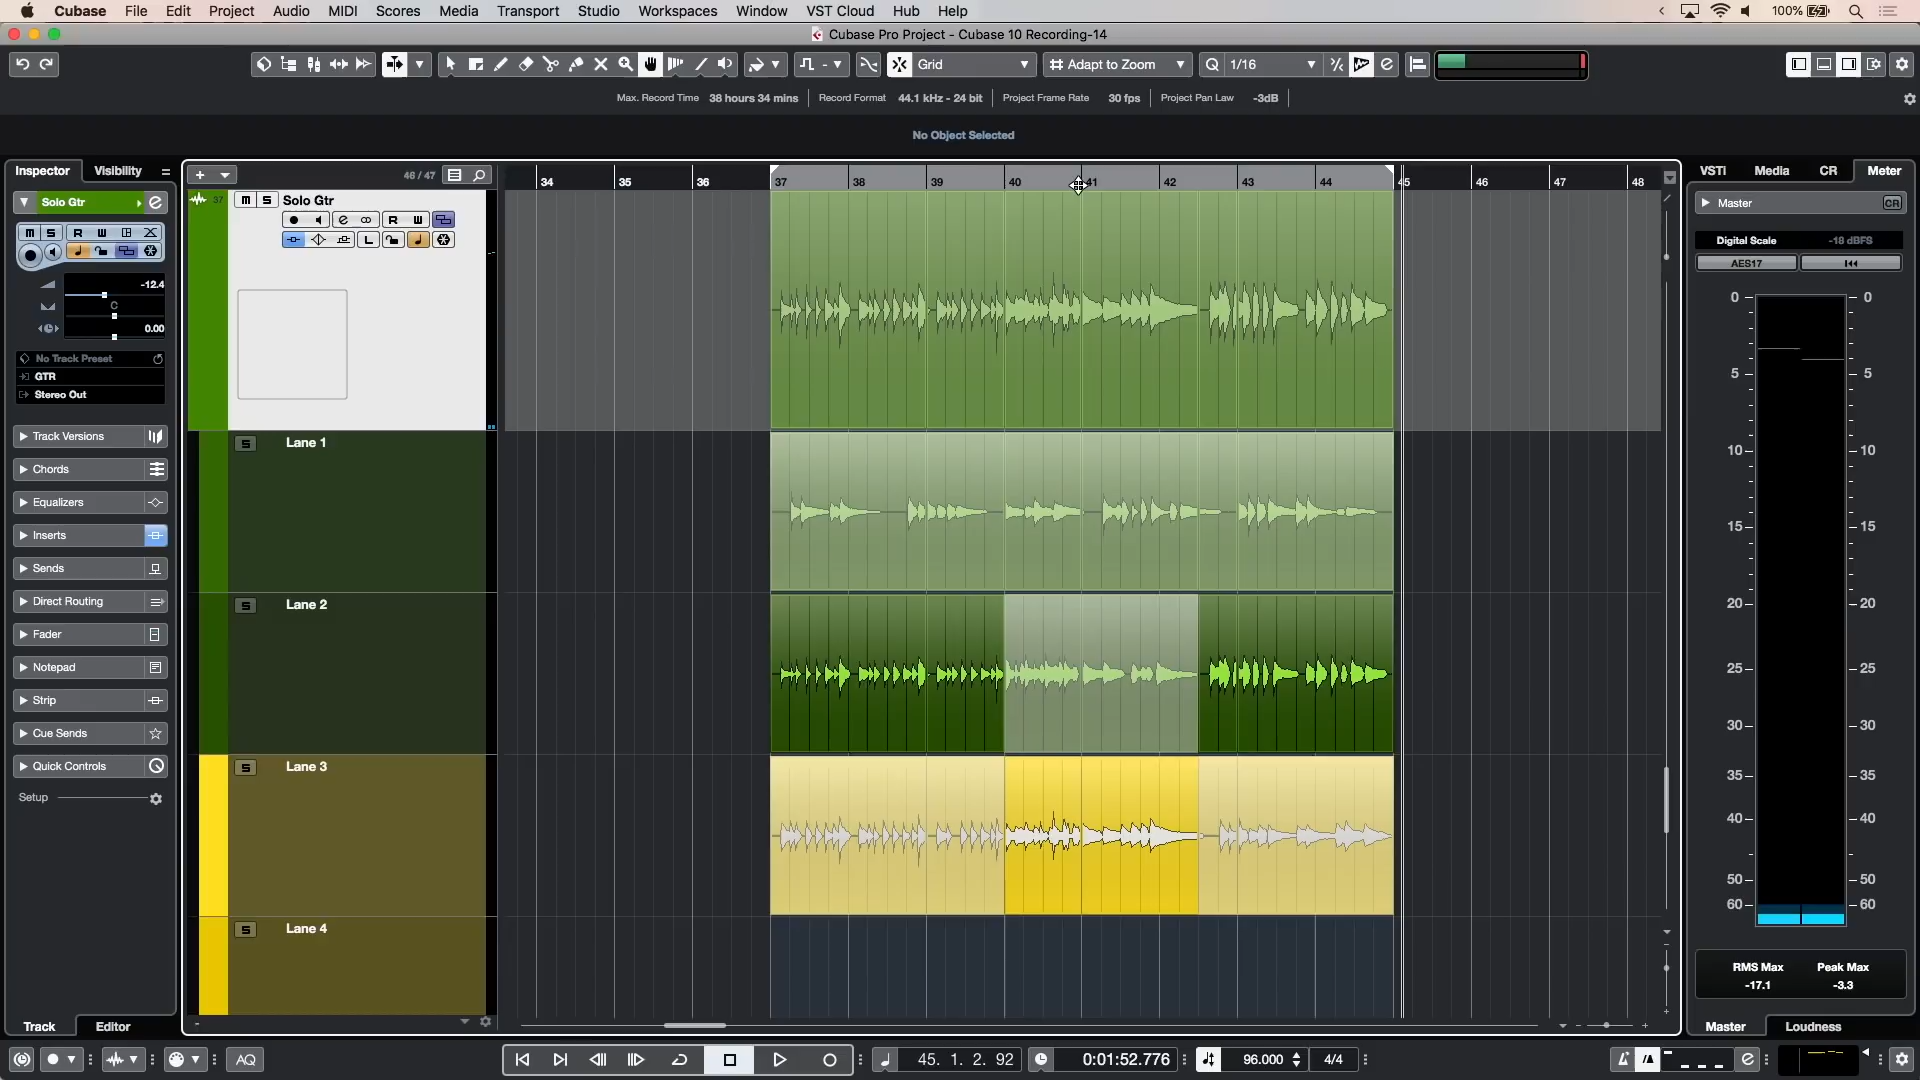 Cubase File Edit Project Audio MIDI Scores Media Transport Studio Workspaces Window VST Cloud Hub Help 100%
Cubase Pro Project - Cubase 10 Recording-14
Grid Adapt to Zoom Q 1/16
Max. Record Time 38 hours 34 mins Record Format 44.1 kHz - 24 bit Project Frame Rate 30 fps Project Pan Law -3dB
No Object Selected
Inspector Visibility 46 / 47 VSTi Media CR Meter
34 35 36 37 38 39 40 41 42 43 44 45 46 47 48
Solo Gtr
37 M S Solo Gtr
Master CR
R W
M S R W
L
Digital Scale -18 dBFS
AES17
-12.4
C
0.00
No Track Preset
GTR
Stereo Out
Track Versions
Chords
Equalizers
Inserts
Sends
Direct Routing
Fader
Notepad
Strip
Cue Sends
Quick Controls
Setup
S Lane 1
S Lane 2
S Lane 3
S Lane 4
0 0
5 5
10 10
15 15
20 20
25 25
30 30
35 35
40 40
50 50
60 60
RMS Max Peak Max
-17.1 -3.3
Track Editor Master Loudness
AQ 45. 1. 2. 92 0:01:52.776 96.000 4/4